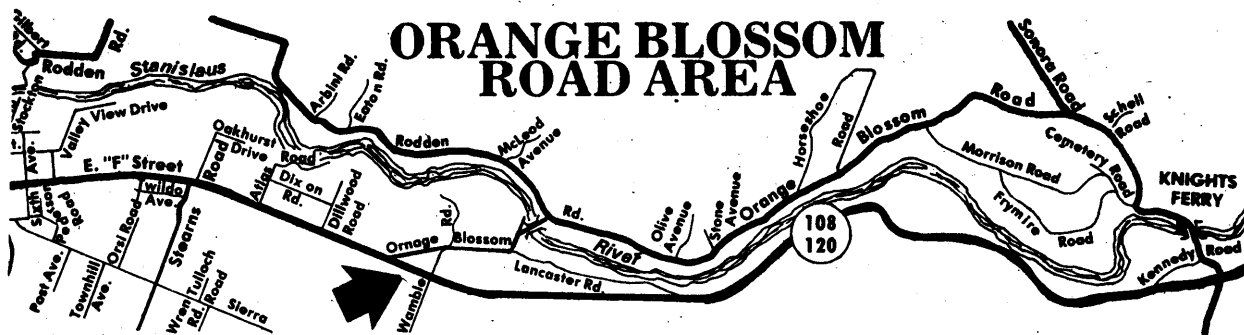 ORANGE BLOSSOM
ROAD AREA
Gilbert
Rodden
Rd.
Stanislaus
Stockton
Ave.
Valley View Drive
E. "F" Street
Sixth
Peterson
Road
Wildo
Ave.
Oakhurst
Drive
Road
Atlas
Road
Dixon
Rd.
Dillwood
Road
Arbini Rd.
Eaton Rd.
Rodden
McLeod
Avenue
Rd.
Ornage Blossom
Rd.
River
Lancaster Rd.
Wamble
Post Ave.
Townhill
Ave.
Orsi Road
Stearns
Wren
Rd.
Tulloch
Road
Sierra
Olive
Avenue
Stone
Avenue
Orange
Horseshoe
Road
Blossom
Road
108
120
Sonora Road
Schell
Road
Cemetery Road
Morrison Road
Frymire
Road
KNIGHTS
FERRY
Kennedy Road